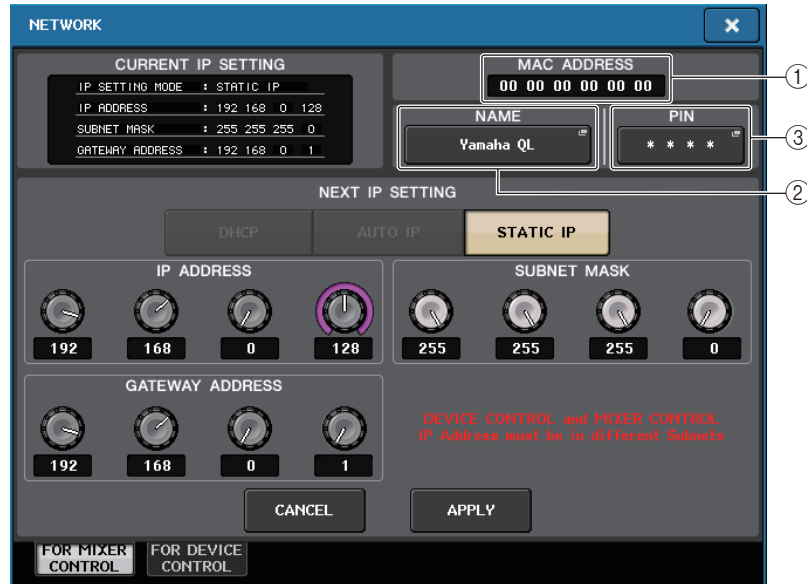 NETWORK
×
CURRENT IP SETTING
IP SETTING MODE : STATIC IP
IP ADDRESS : 192 168 0 128
SUBNET MASK : 255 255 255 0
GATEWAY ADDRESS : 192 168 0 1
MAC ADDRESS
00 00 00 00 00 00
①
NAME
Yamaha QL
PIN
* * * *
③
②
NEXT IP SETTING
DHCP
AUTO IP
STATIC IP
IP ADDRESS
192 168 0 128
SUBNET MASK
255 255 255 0
GATEWAY ADDRESS
192 168 0 1
DEVICE CONTROL and MIXER CONTROL
IP Address must be in different Subnets
CANCEL
APPLY
FOR MIXER
CONTROL
FOR DEVICE
CONTROL